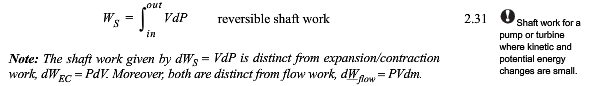 W_S = ∫_in^out VdP reversible shaft work 2.31
Shaft work for a
pump or turbine
where kinetic and
potential energy
changes are small.
Note: The shaft work given by dW_S = VdP is distinct from expansion/contraction
work, dW_EC = PdV. Moreover, both are distinct from flow work, dW_flow = PVdm.